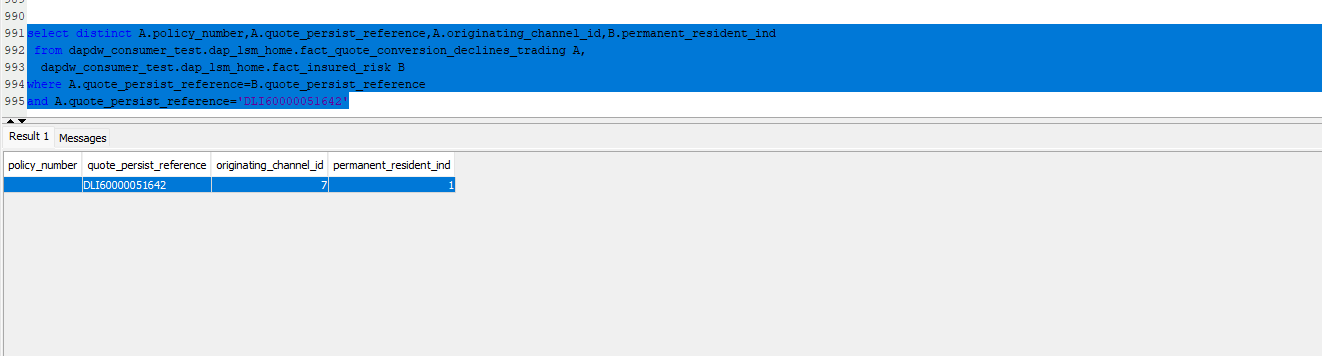 990
991 select distinct A.policy_number,A.quote_persist_reference,A.originating_channel_id,B.permanent_resident_ind
992 from dapdw_consumer_test.dap_lsm_home.fact_quote_conversion_declines_trading A,
993 dapdw_consumer_test.dap_lsm_home.fact_insured_risk B
994 where A.quote_persist_reference=B.quote_persist_reference
995 and A.quote_persist_reference='DLI60000051642'
Result 1 Messages
policy_number quote_persist_reference originating_channel_id permanent_resident_ind
DLI60000051642 7 1